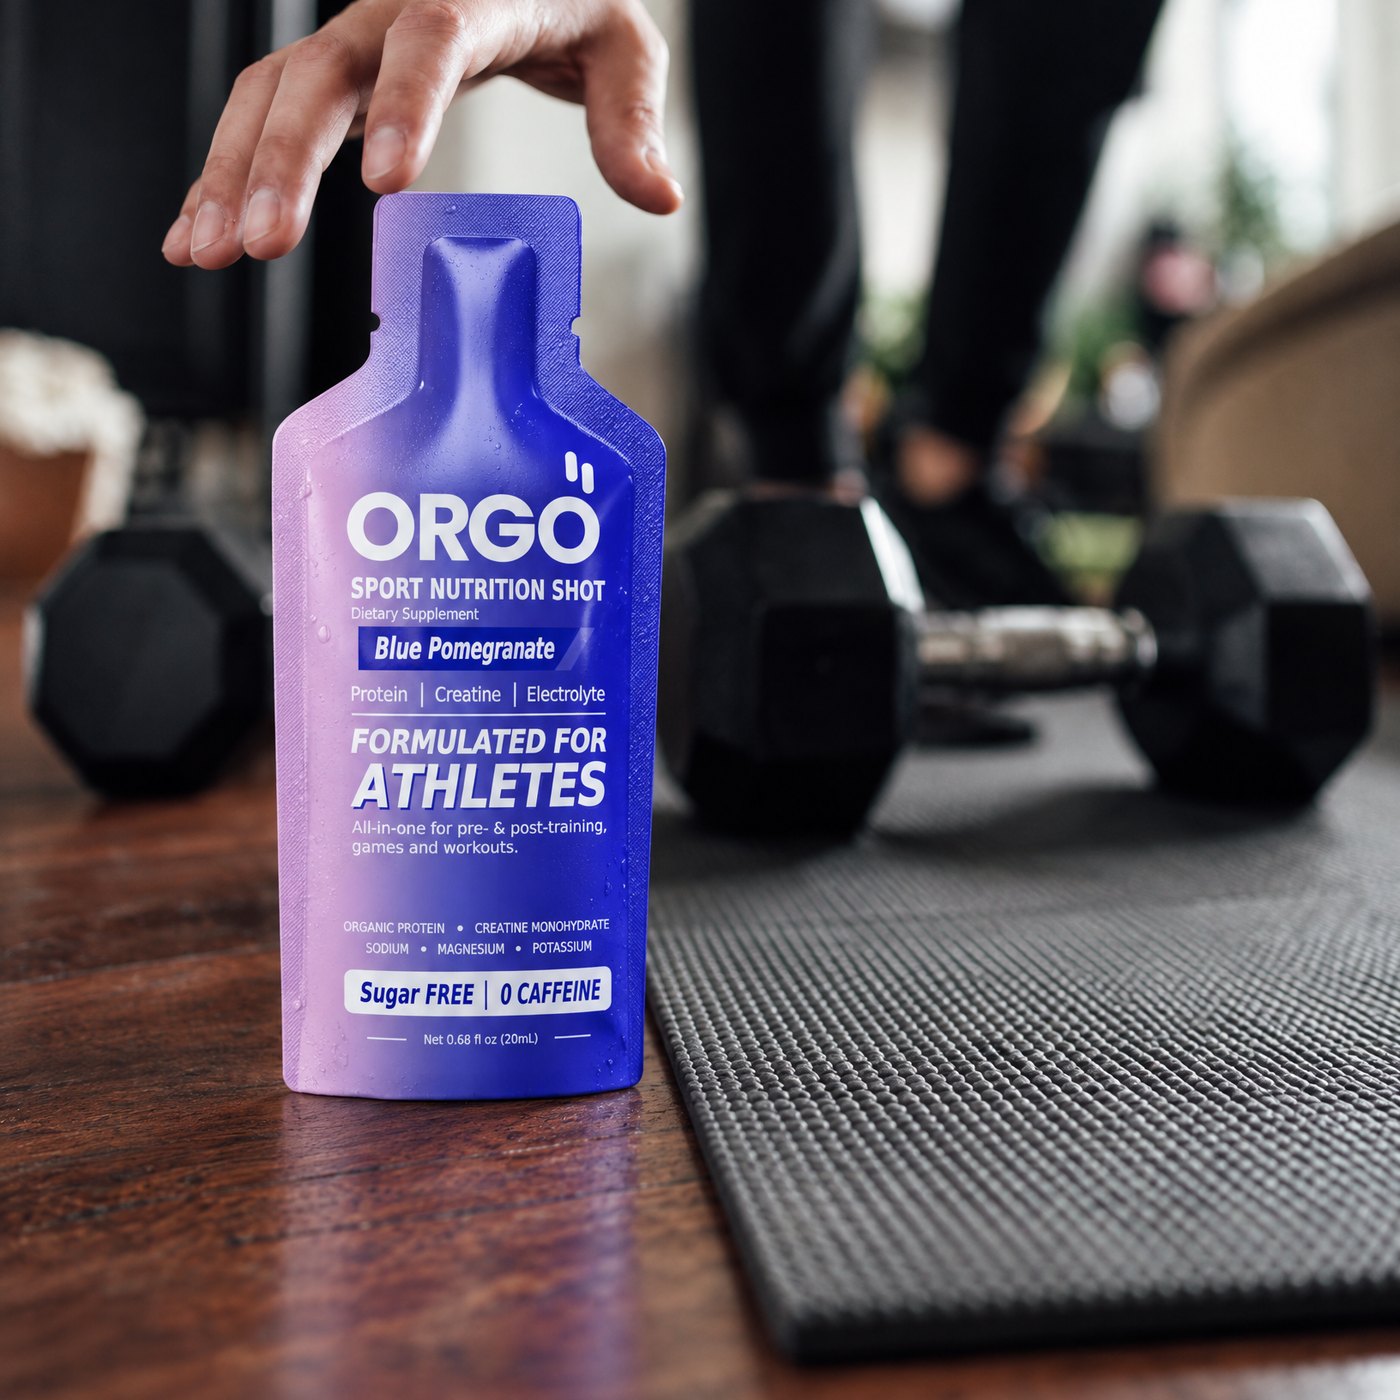 ORGO
SPORT NUTRITION SHOT
Dietary Supplement
Blue Pomegranate
Protein | Creatine | Electrolyte
FORMULATED FOR
ATHLETES
All-in-one for pre- & post-training,
games and workouts.
ORGANIC PROTEIN • CREATINE MONOHYDRATE
SODIUM • MAGNESIUM • POTASSIUM
Sugar FREE | 0 CAFFEINE
Net 0.68 fl oz (20mL)